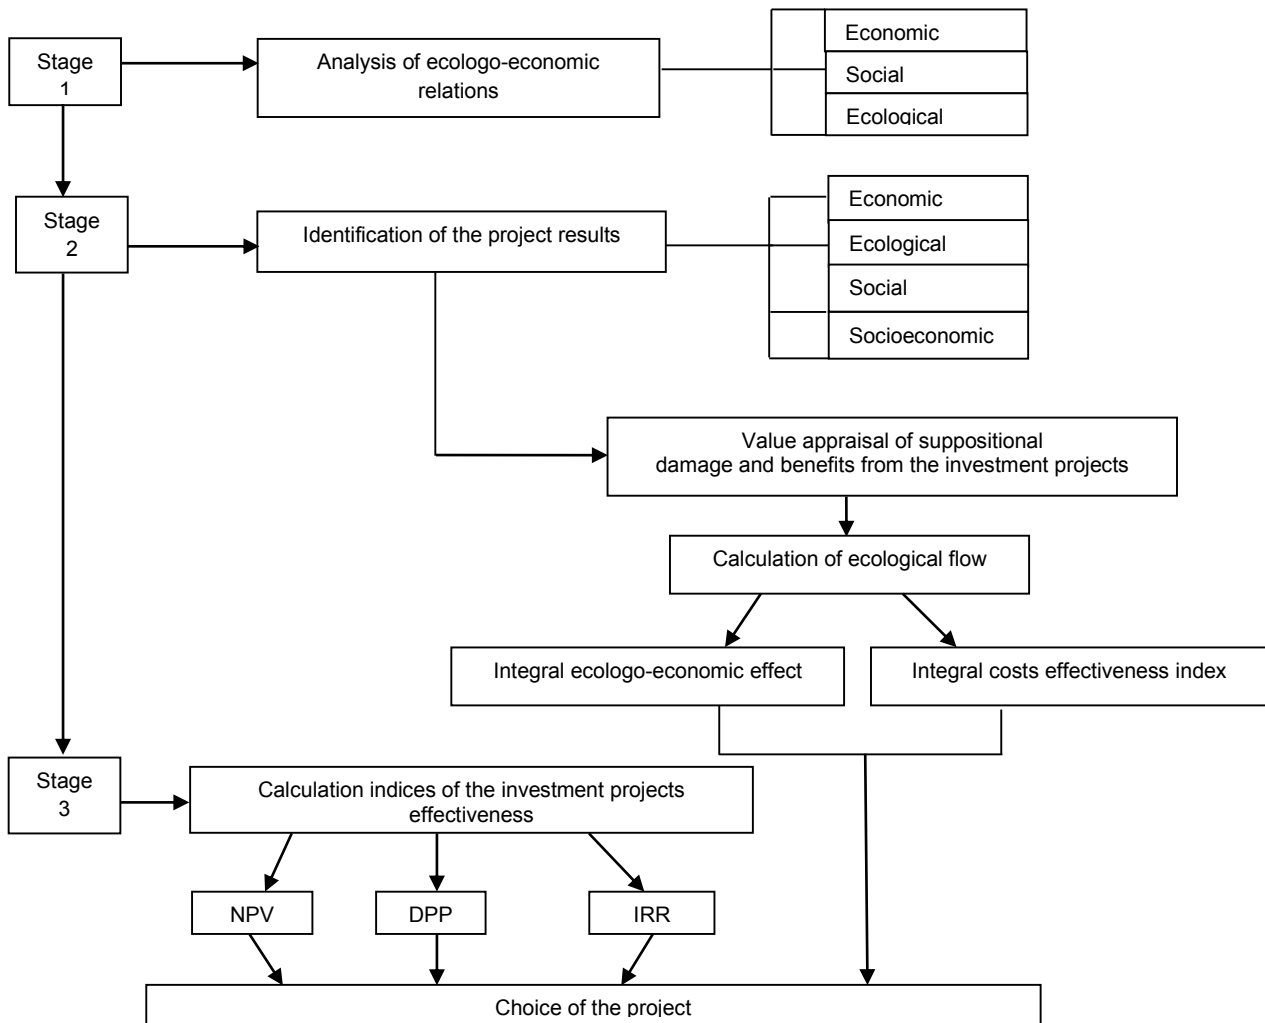 Stage
1
Analysis of ecologo-economic
relations
Economic
Social
Ecological
Stage
2
Identification of the project results
Economic
Ecological
Social
Socioeconomic
Value appraisal of suppositional
damage and benefits from the investment projects
Calculation of ecological flow
Integral ecologo-economic effect
Integral costs effectiveness index
Stage
3
Calculation indices of the investment projects
effectiveness
NPV
DPP
IRR
Choice of the project